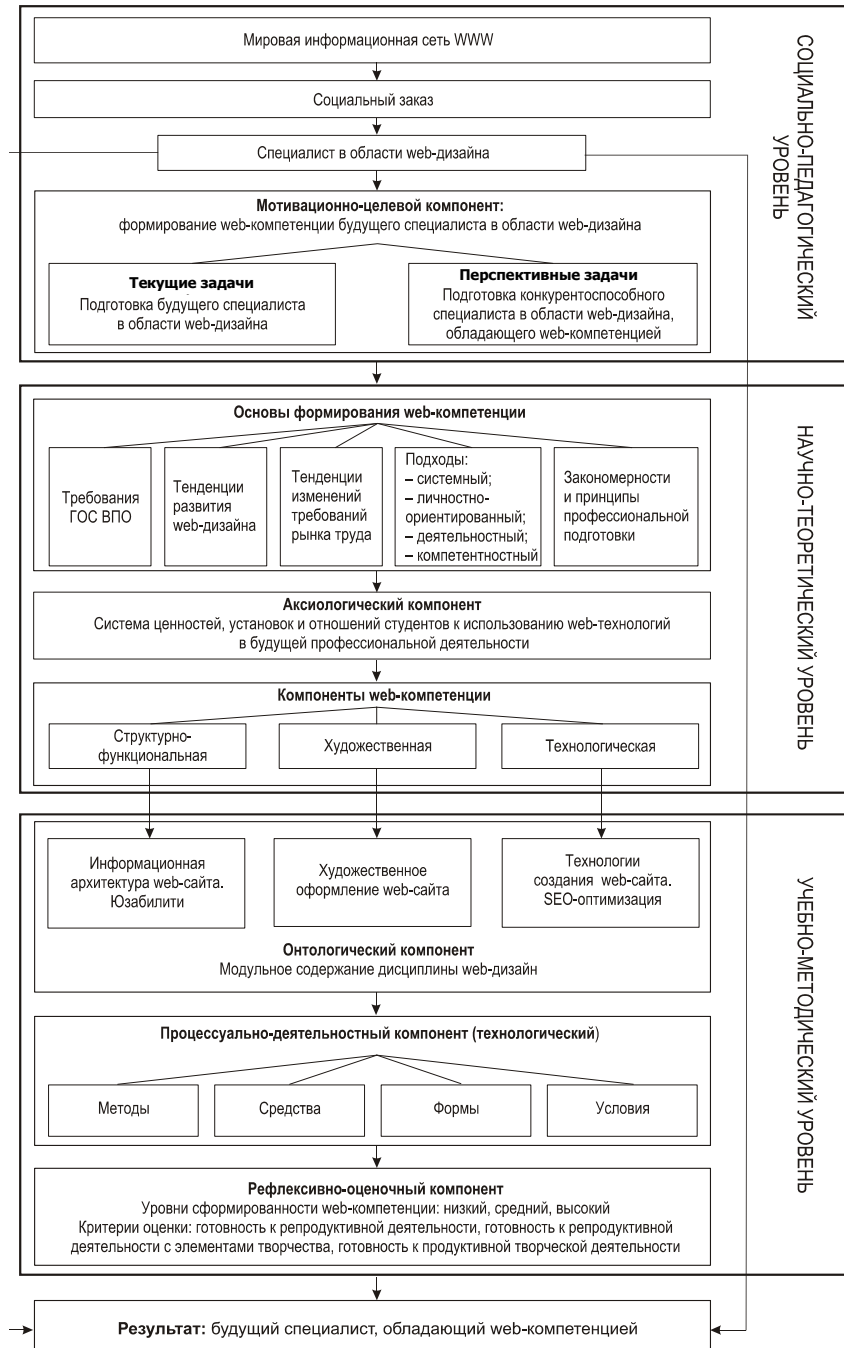 Мировая информационная сеть WWW
Социальный заказ
Специалист в области web-дизайна
Мотивационно-целевой компонент:
формирование web-компетенции будущего специалиста в области web-дизайна
Текущие задачи
Подготовка будущего специалиста
в области web-дизайна
Перспективные задачи
Подготовка конкурентоспособного
специалиста в области web-дизайна,
обладающего web-компетенцией
СОЦИАЛЬНО-ПЕДАГОГИЧЕСКИЙ
УРОВЕНЬ
Основы формирования web-компетенции
Требования
ГОС ВПО
Тенденции
развития
web-дизайна
Тенденции
изменений
требований
рынка труда
Подходы:
– системный;
– личностно-
ориентированный;
– деятельностный;
– компетентностный
Закономерности
и принципы
профессиональной
подготовки
Аксиологический компонент
Система ценностей, установок и отношений студентов к использованию web-технологий
в будущей профессиональной деятельности
Компоненты web-компетенции
Структурно-
функциональная
Художественная
Технологическая
НАУЧНО-ТЕОРЕТИЧЕСКИЙ УРОВЕНЬ
Информационная
архитектура web-сайта.
Юзабилити
Художественное
оформление web-сайта
Технологии
создания web-сайта.
SEO-оптимизация
Онтологический компонент
Модульное содержание дисциплины web-дизайн
Процессуально-деятельностный компонент (технологический)
Методы
Средства
Формы
Условия
Рефлексивно-оценочный компонент
Уровни сформированности web-компетенции: низкий, средний, высокий
Критерии оценки: готовность к репродуктивной деятельности, готовность к репродуктивной
деятельности с элементами творчества, готовность к продуктивной творческой деятельности
УЧЕБНО-МЕТОДИЧЕСКИЙ УРОВЕНЬ
Результат: будущий специалист, обладающий web-компетенцией